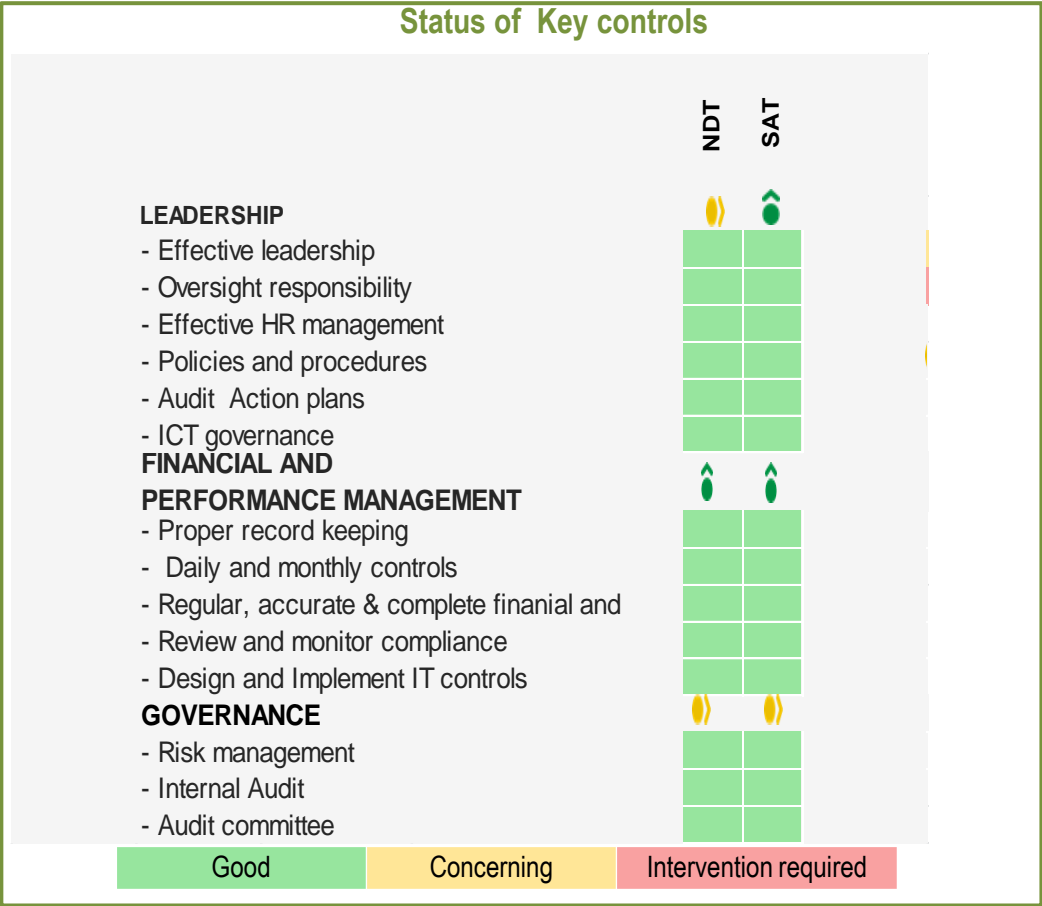 Status of Key controls
NDT SAT
LEADERSHIP
- Effective leadership
- Oversight responsibility
- Effective HR management
- Policies and procedures
- Audit Action plans
- ICT governance
FINANCIAL AND
PERFORMANCE MANAGEMENT
- Proper record keeping
- Daily and monthly controls
- Regular, accurate & complete finanial and
- Review and monitor compliance
- Design and Implement IT controls
GOVERNANCE
- Risk management
- Internal Audit
- Audit committee
Good Concerning Intervention required